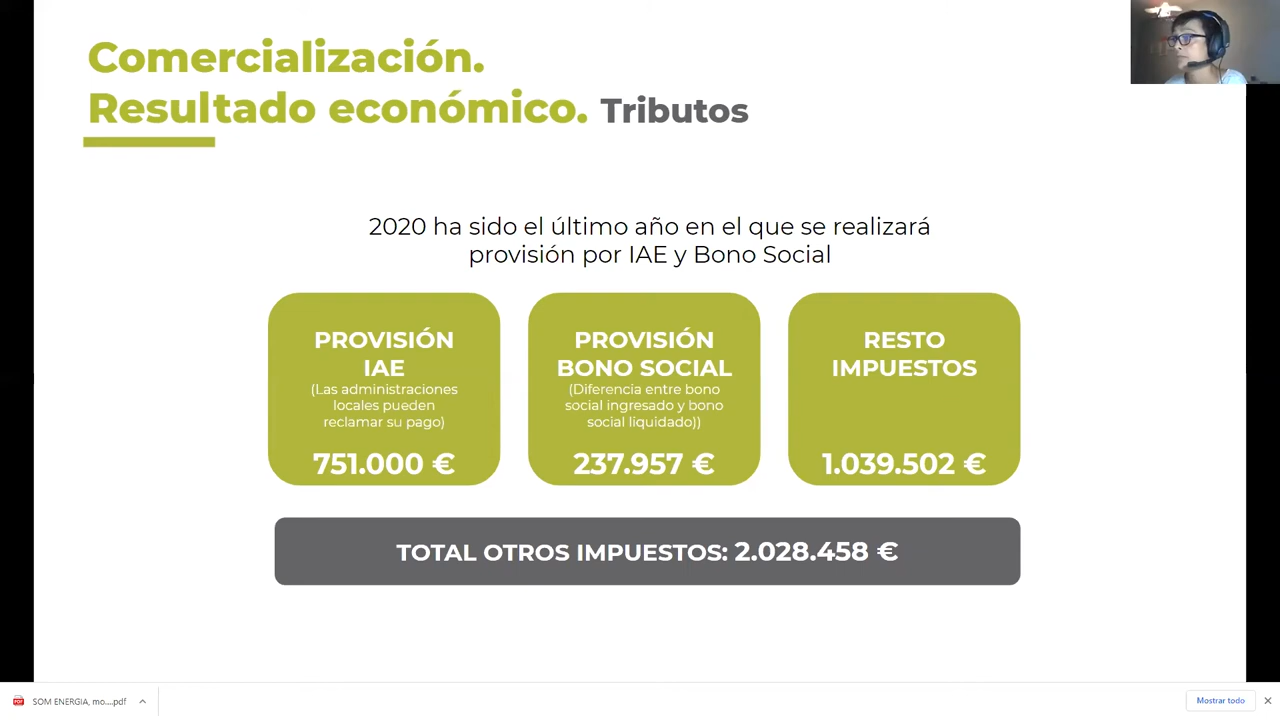 Comercialización.
Resultado económico. Tributos
2020 ha sido el último año en el que se realizará
provisión por IAE y Bono Social
PROVISIÓN
IAE
(Las administraciones
locales pueden
reclamar su pago)
751.000 €
PROVISIÓN
BONO SOCIAL
(Diferencia entre bono
social ingresado y bono
social liquidado))
237.957 €
RESTO
IMPUESTOS
1.039.502 €
TOTAL OTROS IMPUESTOS: 2.028.458 €
PDF
SOM ENERGIA, mo....pdf
Mostrar todo